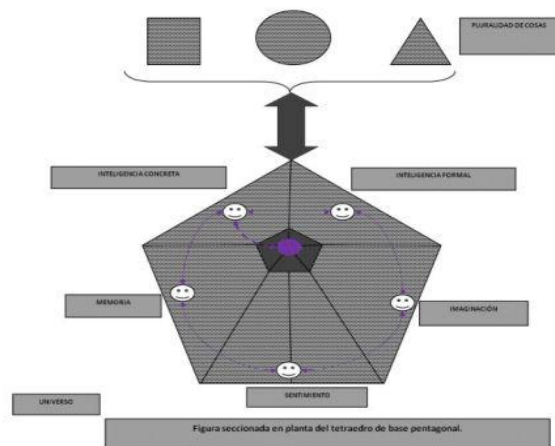 PLURALIDAD DE COSAS
INTELIGENCIA CONCRETA
INTELIGENCIA FORMAL
MEMORIA
IMAGINACIÓN
SENTIMIENTO
UNIVERSO
Figura seccionada en planta del tetraedro de base pentagonal.